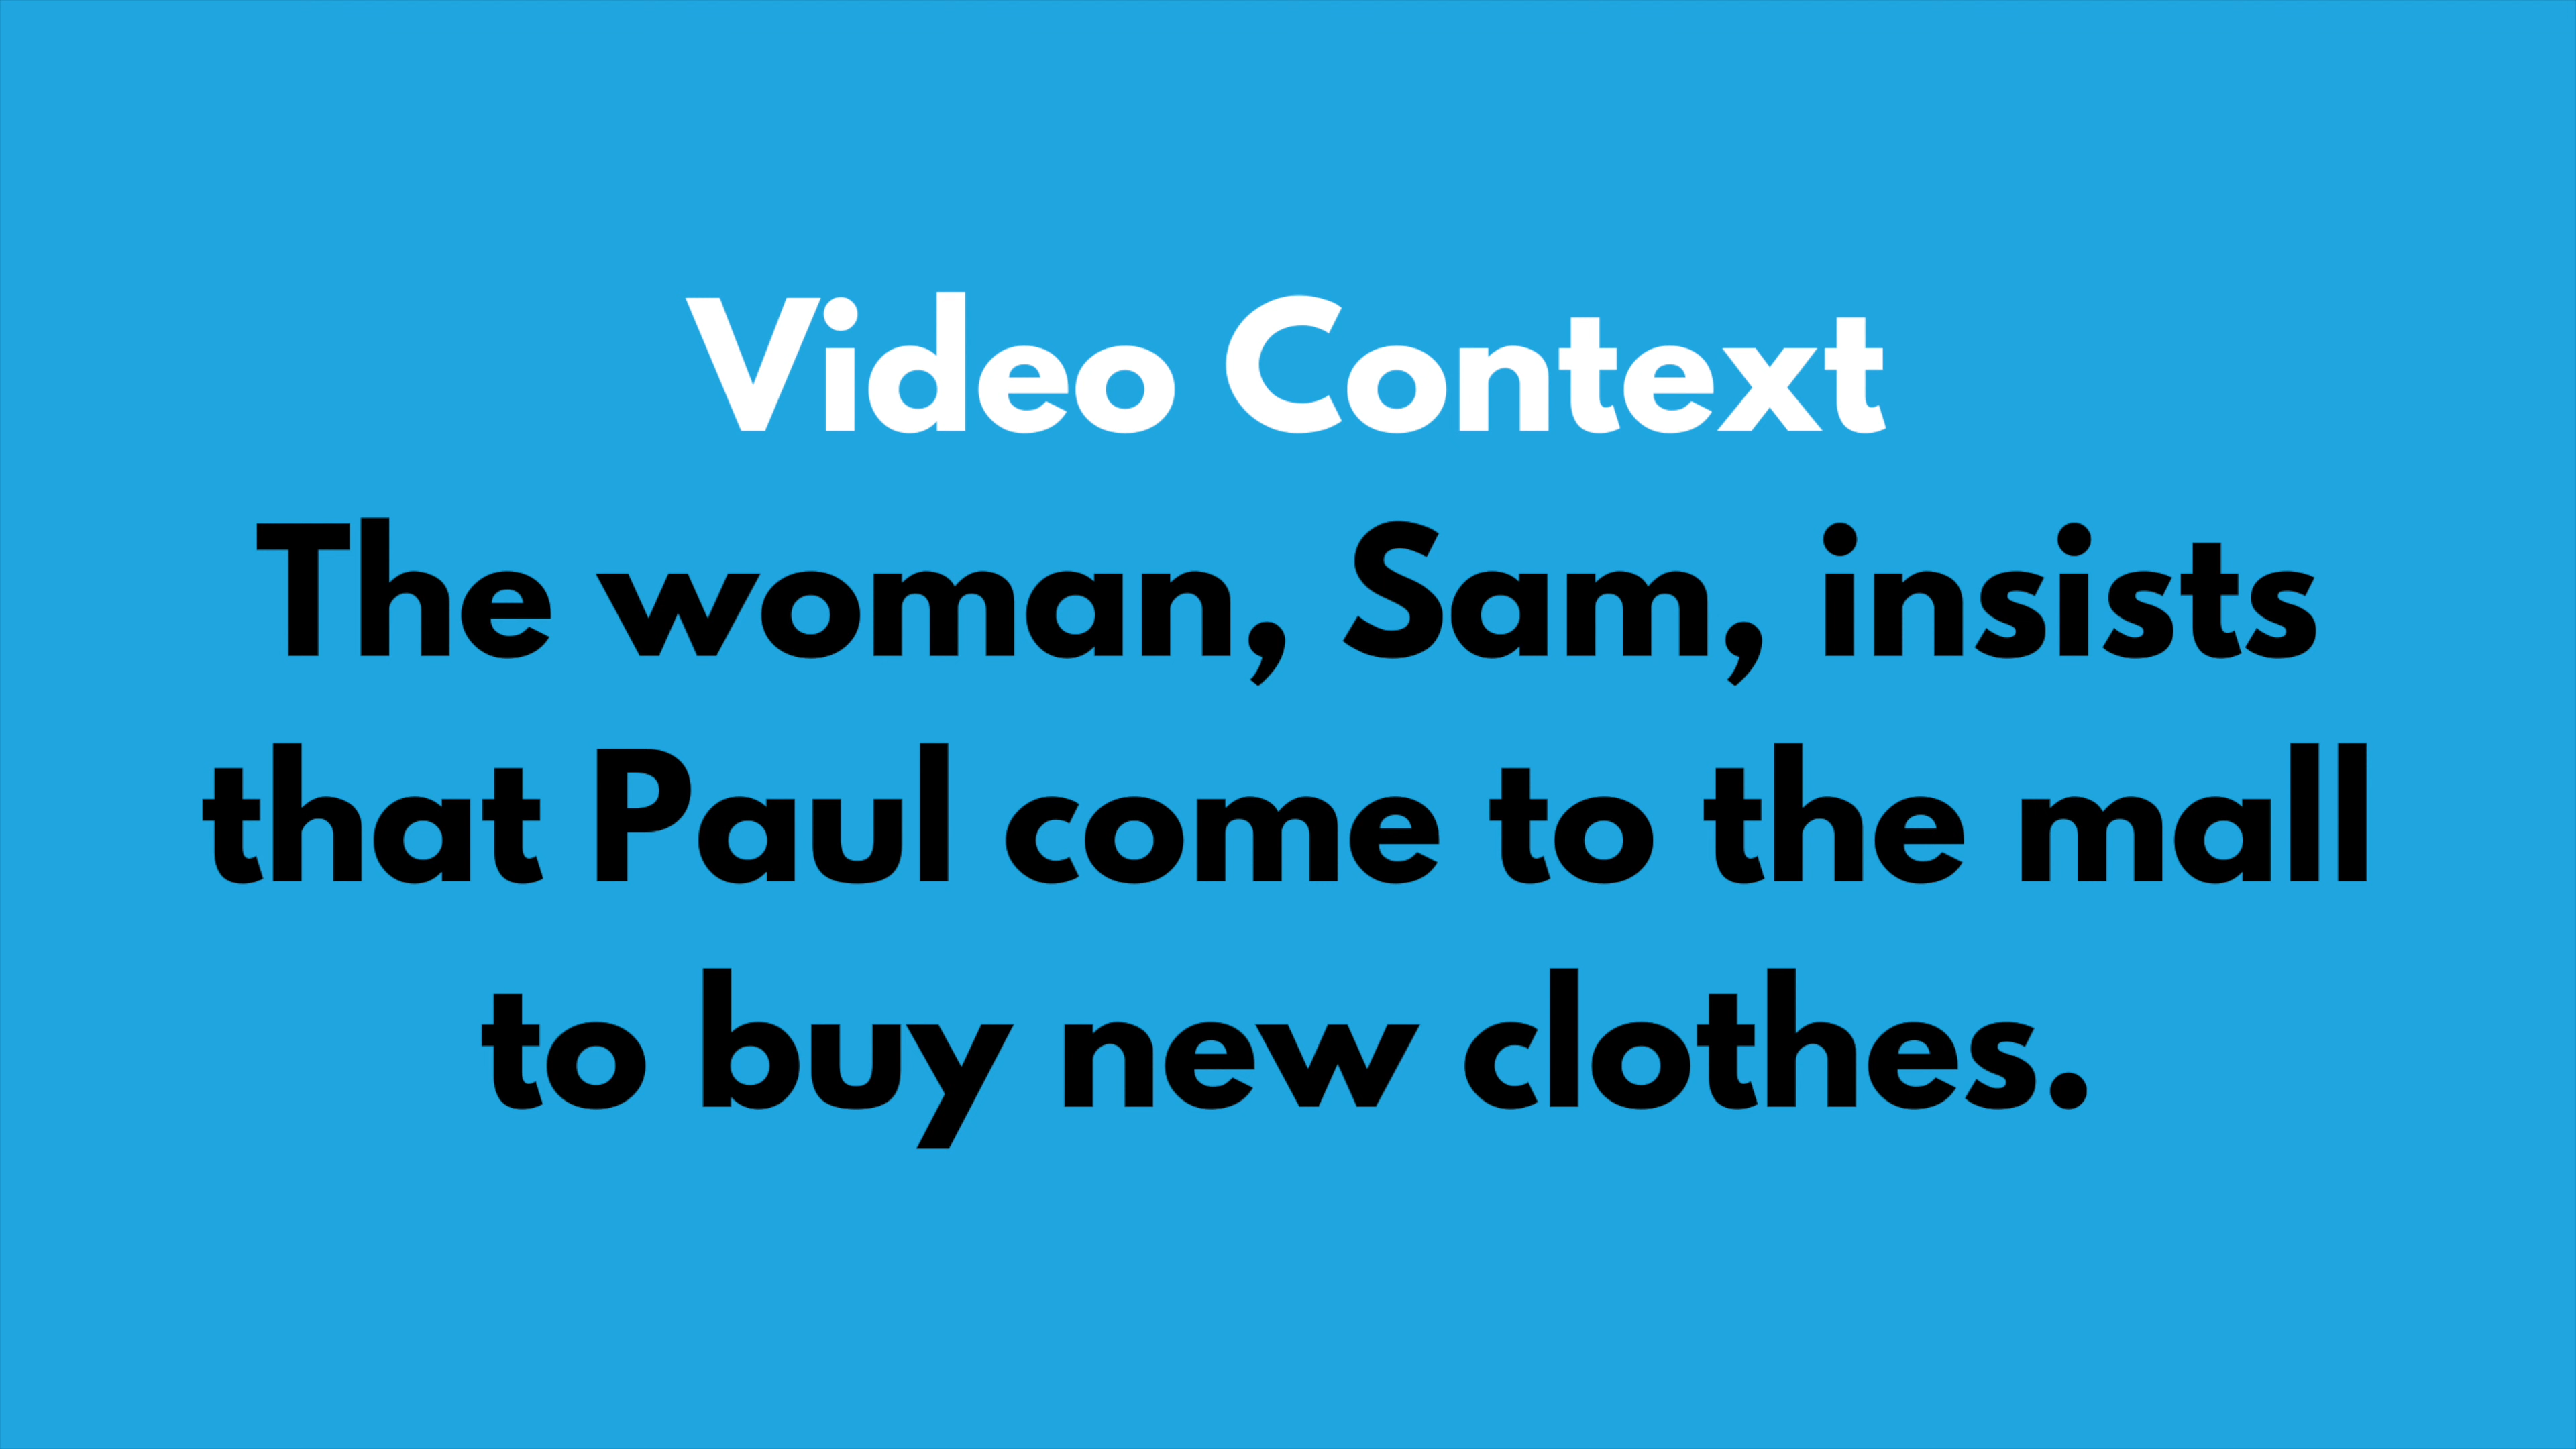 Video Context
The woman, Sam, insists
that Paul come to the mall
to buy new clothes.